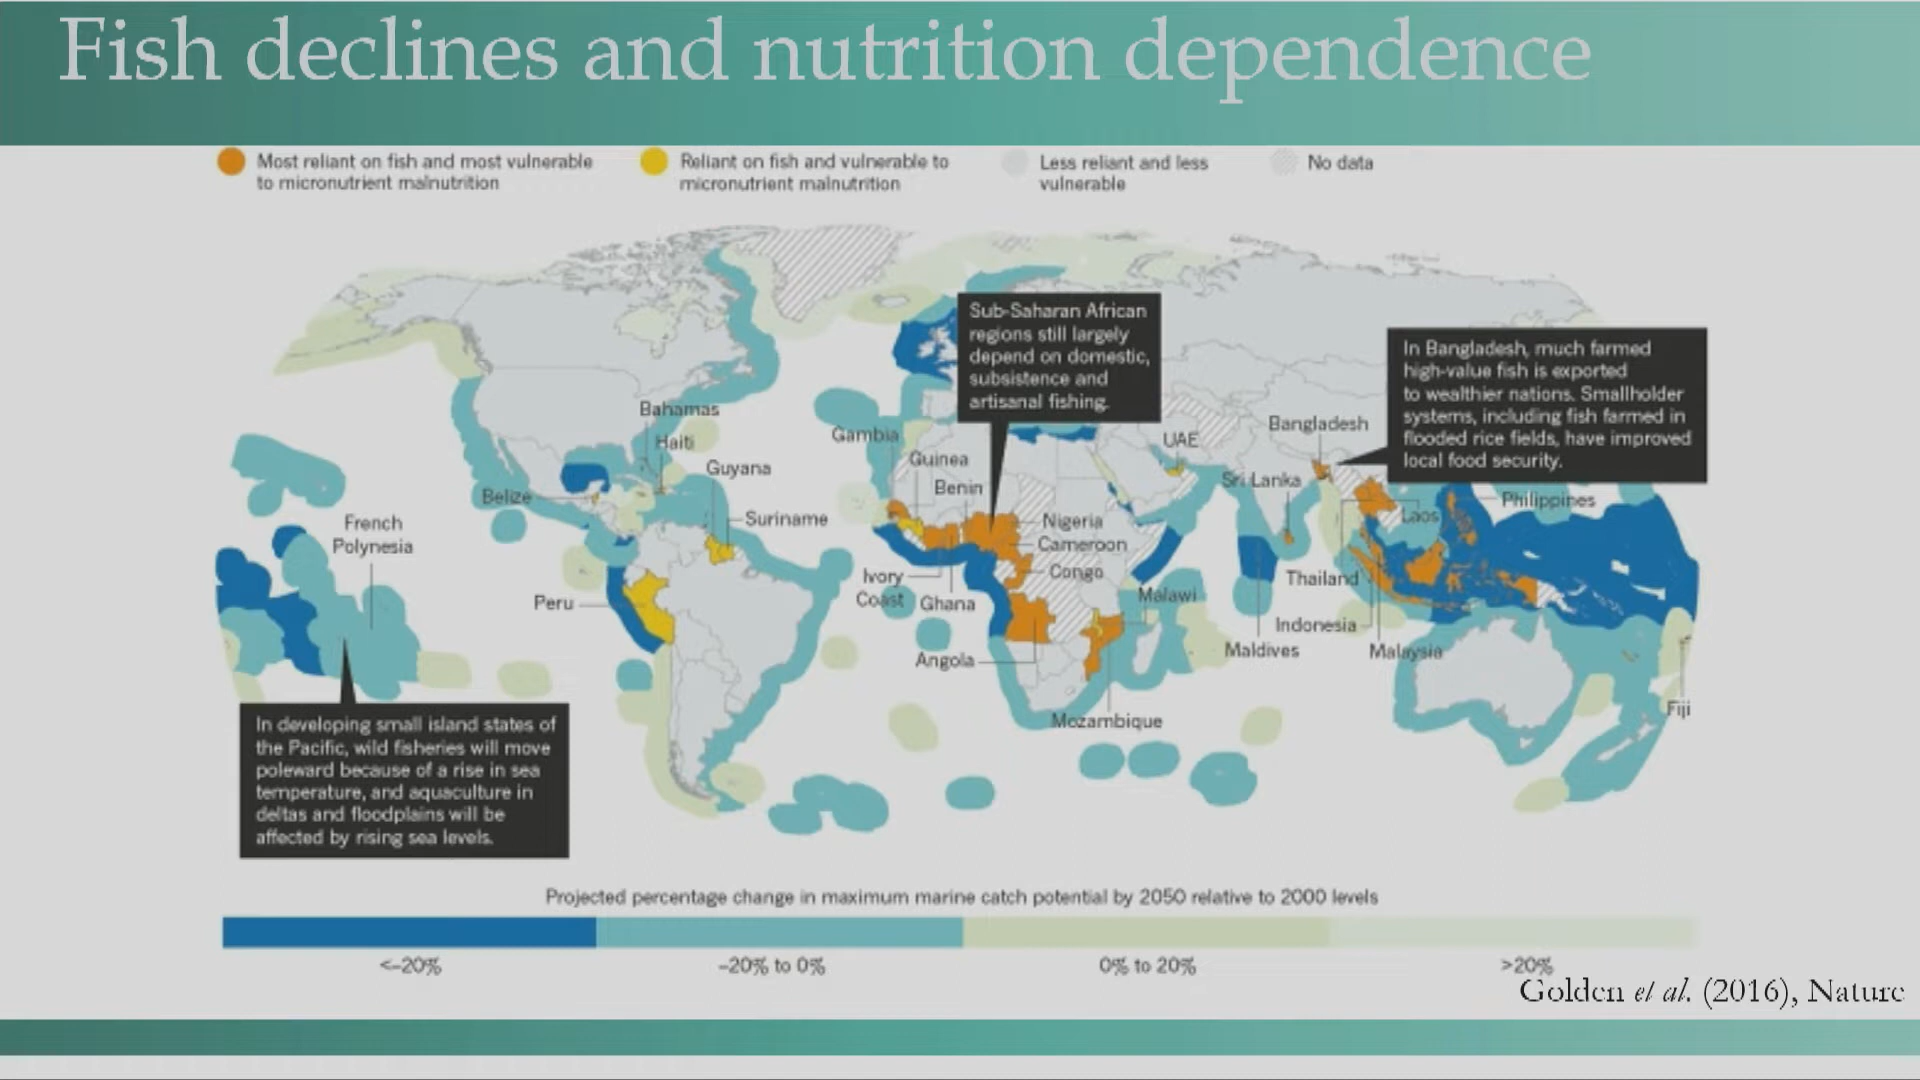 Fish declines and nutrition dependence
Most reliant on fish and most vulnerable
to micronutrient malnutrition
Reliant on fish and vulnerable to
micronutrient malnutrition
Less reliant and less
vulnerable
No data
Sub-Saharan African
regions still largely
depend on domestic,
subsistence and
artisanal fishing.
In Bangladesh, much farmed
high-value fish is exported
to wealthier nations. Smallholder
systems, including fish farmed in
flooded rice fields, have improved
local food security.
Bahamas
Haiti
Guyana
Belize
Suriname
French
Polynesia
Peru
Gambia
Guinea
Benin
Nigeria
Cameroon
Congo
Ivory
Coast
Ghana
Angola
Malawi
Mozambique
UAE
Bangladesh
Sri Lanka
Philippines
Laos
Thailand
Indonesia
Maldives
Malaysia
Fiji
In developing small island states of
the Pacific, wild fisheries will move
poleward because of a rise in sea
temperature, and aquaculture in
deltas and floodplains will be
affected by rising sea levels.
Projected percentage change in maximum marine catch potential by 2050 relative to 2000 levels
<–20%
–20% to 0%
0% to 20%
>20%
Golden et al. (2016), Nature